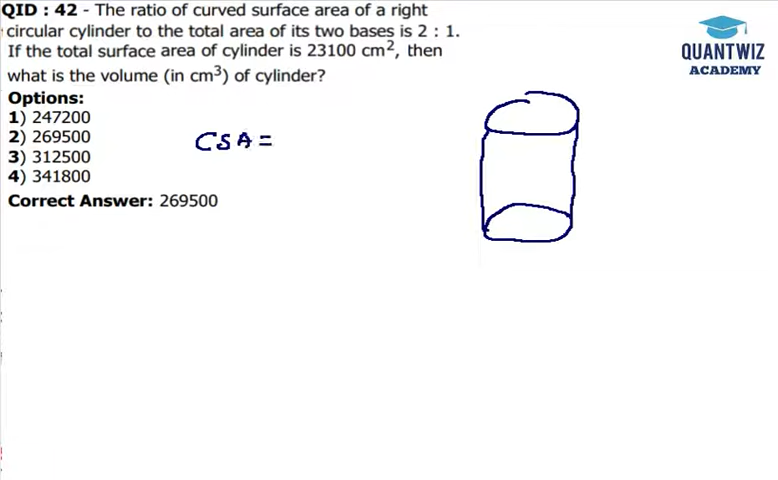 QID : 42 - The ratio of curved surface area of a right
circular cylinder to the total area of its two bases is 2 : 1.
If the total surface area of cylinder is 23100 cm², then
what is the volume (in cm³) of cylinder?
Options:
1) 247200
2) 269500
3) 312500
4) 341800
Correct Answer: 269500
CSA =
QUANTWIZ
ACADEMY